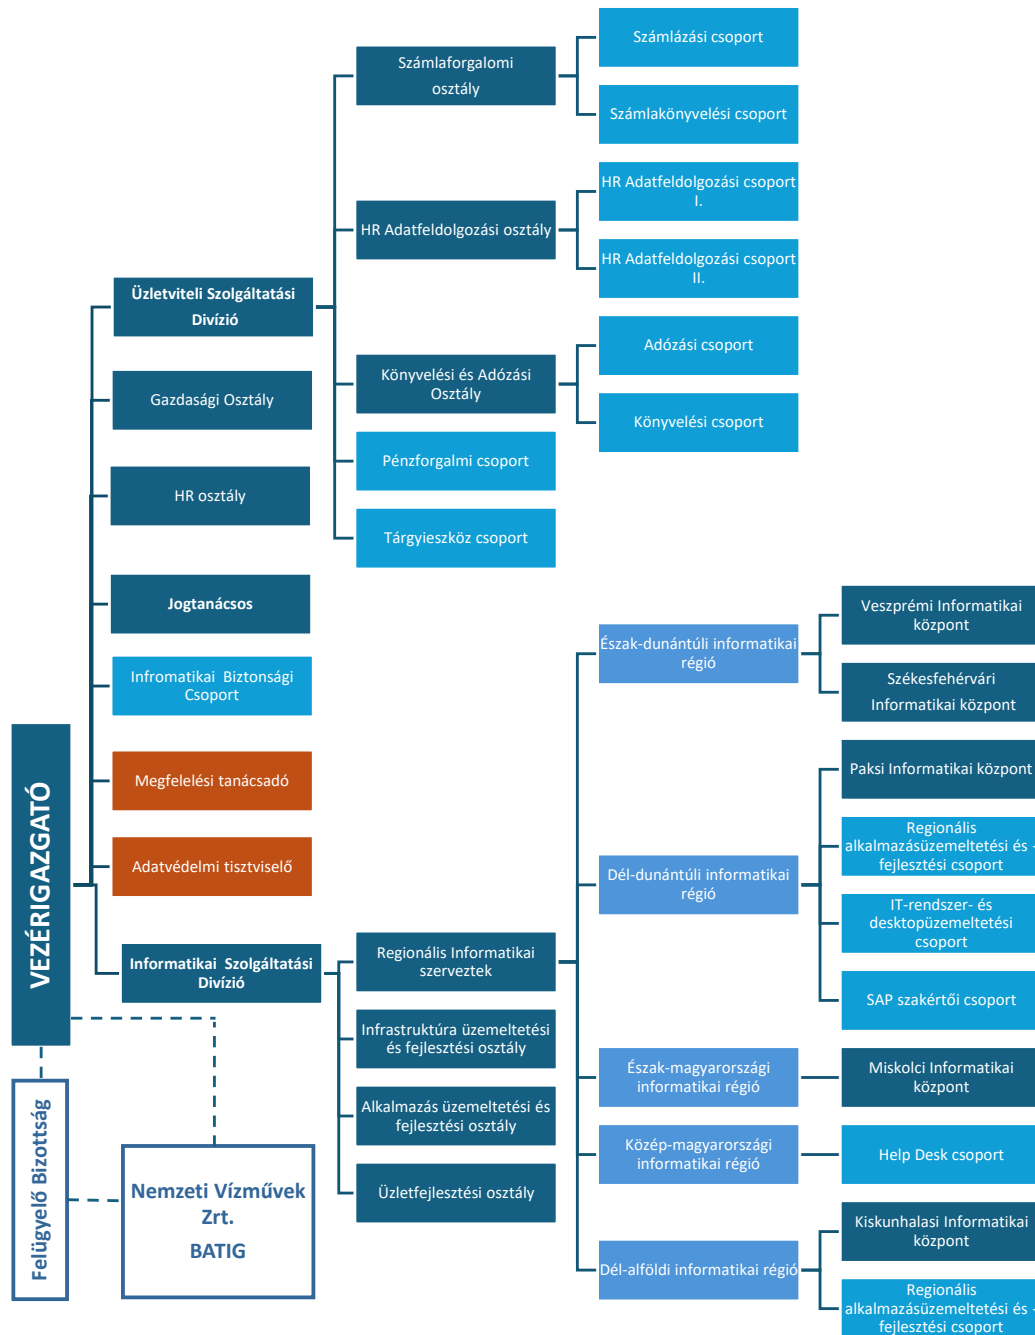 Számlaforgalomi
osztály
Számlázási csoport
Számlakönyvelési csoport
HR Adatfeldolgozási osztály
HR Adatfeldolgozási csoport
I.
HR Adatfeldolgozási csoport
II.
Üzletviteli Szolgáltatási
Divízió
Könyvelési és Adózási
Osztály
Adózási csoport
Könyvelési csoport
Pénzforgalmi csoport
Tárgyieszköz csoport
Gazdasági Osztály
HR osztály
Jogtanácsos
Infromatikai Biztonsági
Csoport
Megfelelési tanácsadó
Adatvédelmi tisztviselő
VEZÉRIGAZGATÓ
Informatikai Szolgáltatási
Divízió
Regionális Informatikai
szerveztek
Infrastruktúra üzemeltetési
és fejlesztési osztály
Alkalmazás üzemeltetési és
fejlesztési osztály
Üzletfejlesztési osztály
Észak-dunántúli informatikai
régió
Veszprémi Informatikai
központ
Székesfehérvári
Informatikai központ
Dél-dunántúli informatikai
régió
Paksi Informatikai központ
Regionális
alkalmazásüzemeltetési és -
fejlesztési csoport
IT-rendszer- és
desktopüzemeltetési
csoport
SAP szakértői csoport
Észak-magyarországi
informatikai régió
Miskolci Informatikai
központ
Közép-magyarországi
informatikai régió
Help Desk csoport
Dél-alföldi informatikai régió
Kiskunhalasi Informatikai
központ
Regionális
alkalmazásüzemeltetési és -
fejlesztési csoport
Felügyelő Bizottság
Nemzeti Vízművek
Zrt.
BATIG